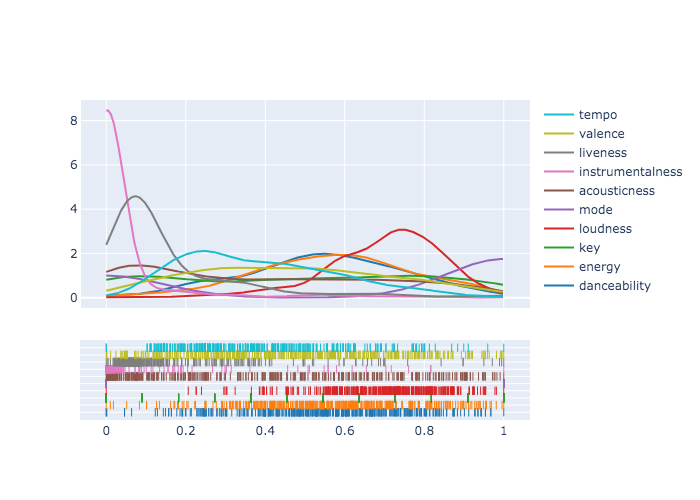 8
6
4
2
0
tempo
valence
liveness
instrumentalness
acousticness
mode
loudness
key
energy
danceability
0 0.2 0.4 0.6 0.8 1